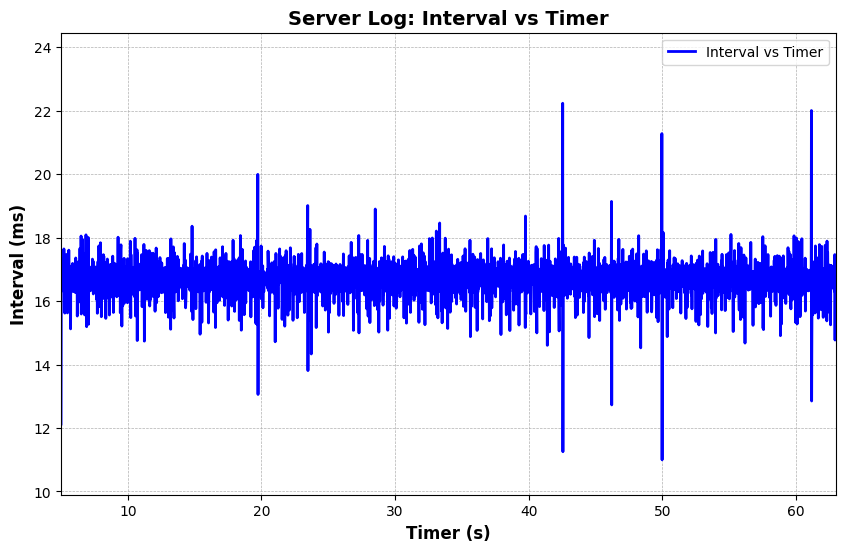 Server Log: Interval vs Timer
Interval vs Timer
24
22
20
18
16
14
12
10
Interval (ms)
10 20 30 40 50 60
Timer (s)